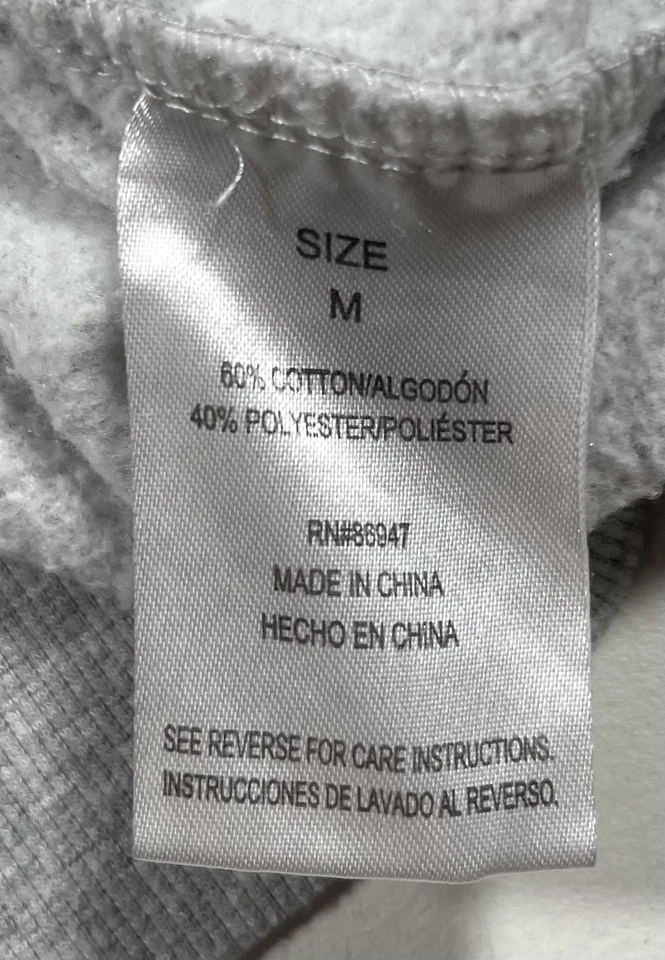 SIZE
M
60% COTTON/ALGODÓN
40% POLYESTER/POLIÉSTER
RN#86947
MADE IN CHINA
HECHO EN CHINA
SEE REVERSE FOR CARE INSTRUCTIONS.
INSTRUCCIONES DE LAVADO AL REVERSO.